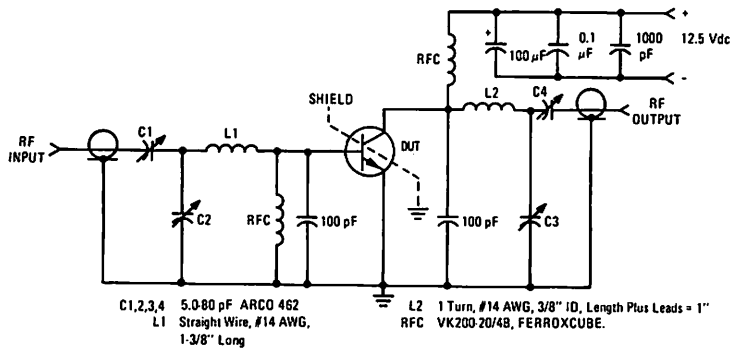 +
12.5 Vdc
-
RFC
+
100 µF
0.1
µF
1000
pF
SHIELD
L2
C4
RF
OUTPUT
RF
INPUT
C1
L1
DUT
C2
RFC
100 pF
100 pF
C3
C1,2,3,4 5.0-80 pF ARCO 462
L1 Straight Wire, #14 AWG,
1-3/8" Long
L2 1 Turn, #14 AWG, 3/8" ID, Length Plus Leads = 1"
RFC VK200-20/4B, FERROXCUBE.